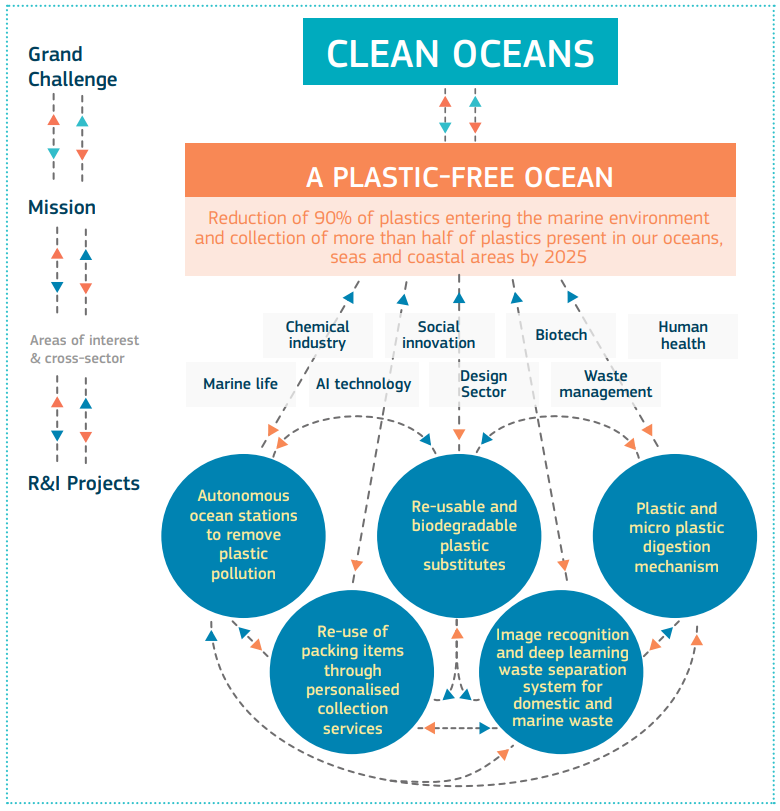 Grand
Challenge
CLEAN OCEANS
Mission
A PLASTIC-FREE OCEAN
Reduction of 90% of plastics entering the marine environment
and collection of more than half of plastics present in our oceans,
seas and coastal areas by 2025
Areas of interest
& cross-sector
Chemical
industry
Social
innovation
Biotech
Human
health
Marine life
AI technology
Design
Sector
Waste
management
R&I Projects
Autonomous
ocean stations
to remove
plastic
pollution
Re-usable and
biodegradable
plastic
substitutes
Plastic and
micro plastic
digestion
mechanism
Re-use of
packing items
through
personalised
collection
services
Image recognition
and deep learning
waste separation
system for
domestic and
marine waste